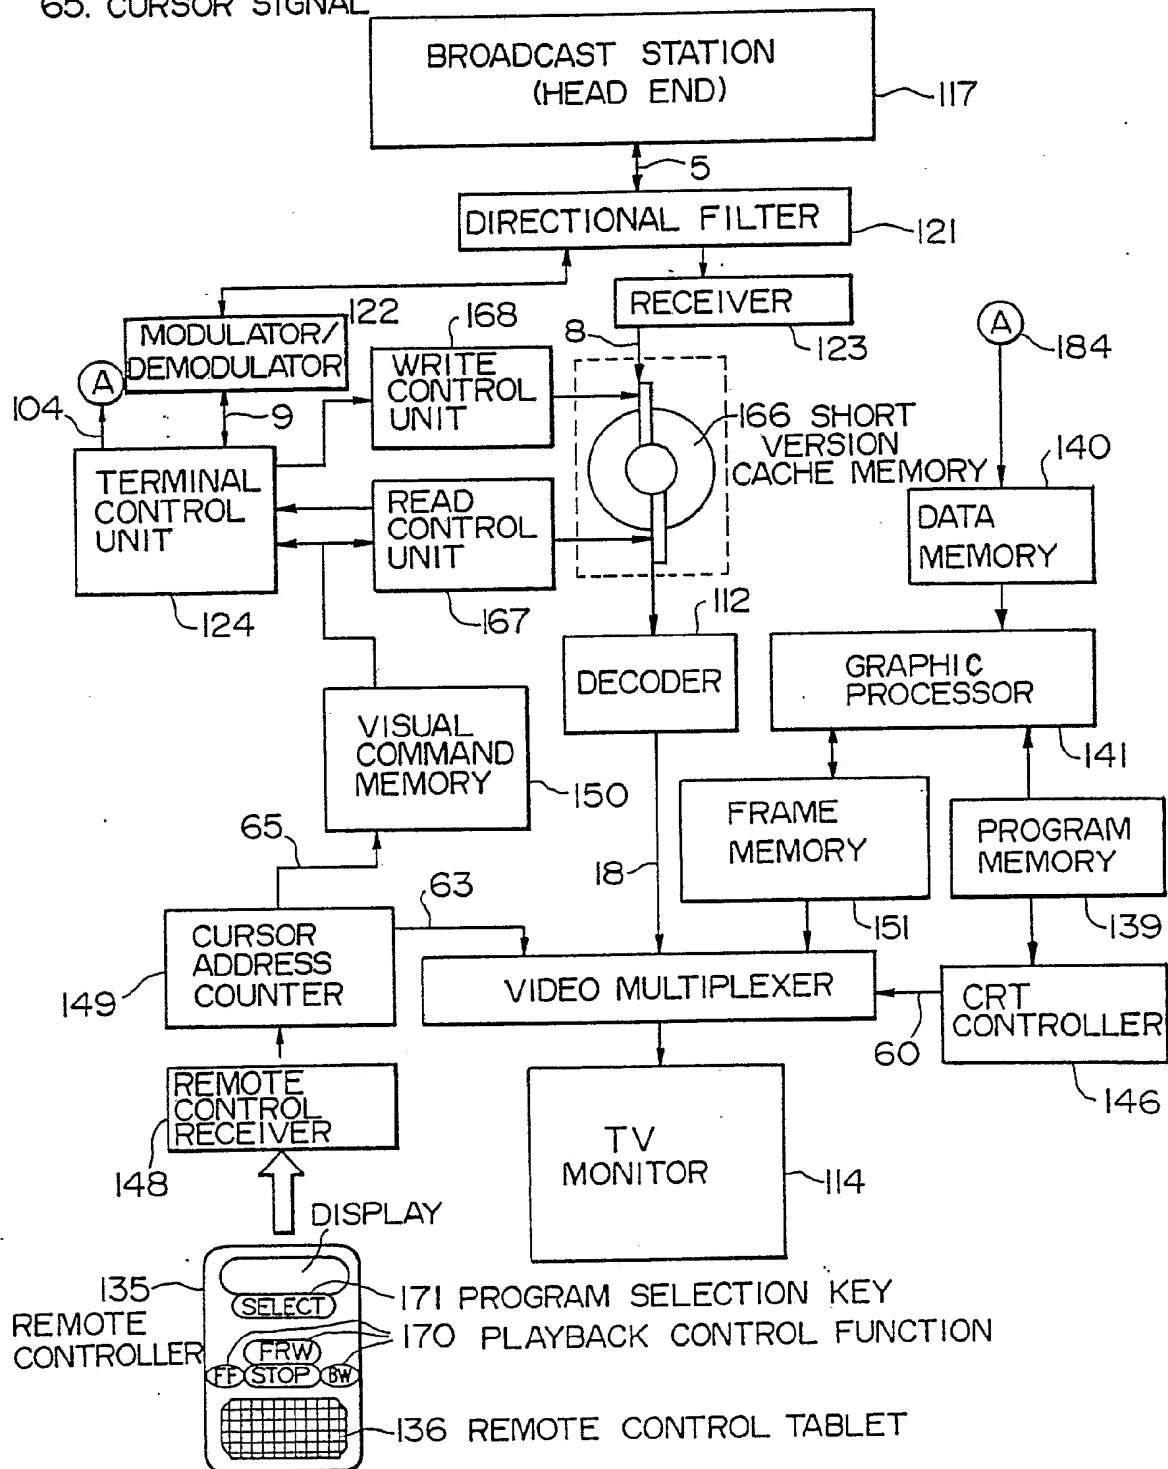 65. CURSOR SIGNAL
BROADCAST STATION
(HEAD END)
117
5
DIRECTIONAL FILTER
121
RECEIVER
123
8
122
MODULATOR/
DEMODULATOR
168
WRITE
CONTROL
UNIT
A
184
A
104
9
166 SHORT
VERSION
CACHE MEMORY
TERMINAL
CONTROL
UNIT
124
READ
CONTROL
UNIT
167
140
DATA
MEMORY
112
DECODER
GRAPHIC
PROCESSOR
141
VISUAL
COMMAND
MEMORY
150
FRAME
MEMORY
151
PROGRAM
MEMORY
139
65
63
18
CURSOR
ADDRESS
COUNTER
149
VIDEO MULTIPLEXER
60
CRT
CONTROLLER
146
REMOTE
CONTROL
RECEIVER
148
TV
MONITOR
114
DISPLAY
135
REMOTE
CONTROLLER
SELECT
171 PROGRAM SELECTION KEY
170 PLAYBACK CONTROL FUNCTION
FRW
FF STOP BW
136 REMOTE CONTROL TABLET